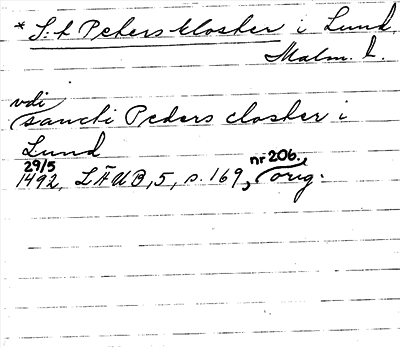 * S:t Peters kloster i Lund
Malm. l.
vdi
sancti Peders closter i
Lund
29/5 nr 206.
1492, LÄUB, 5, s. 169, orig.